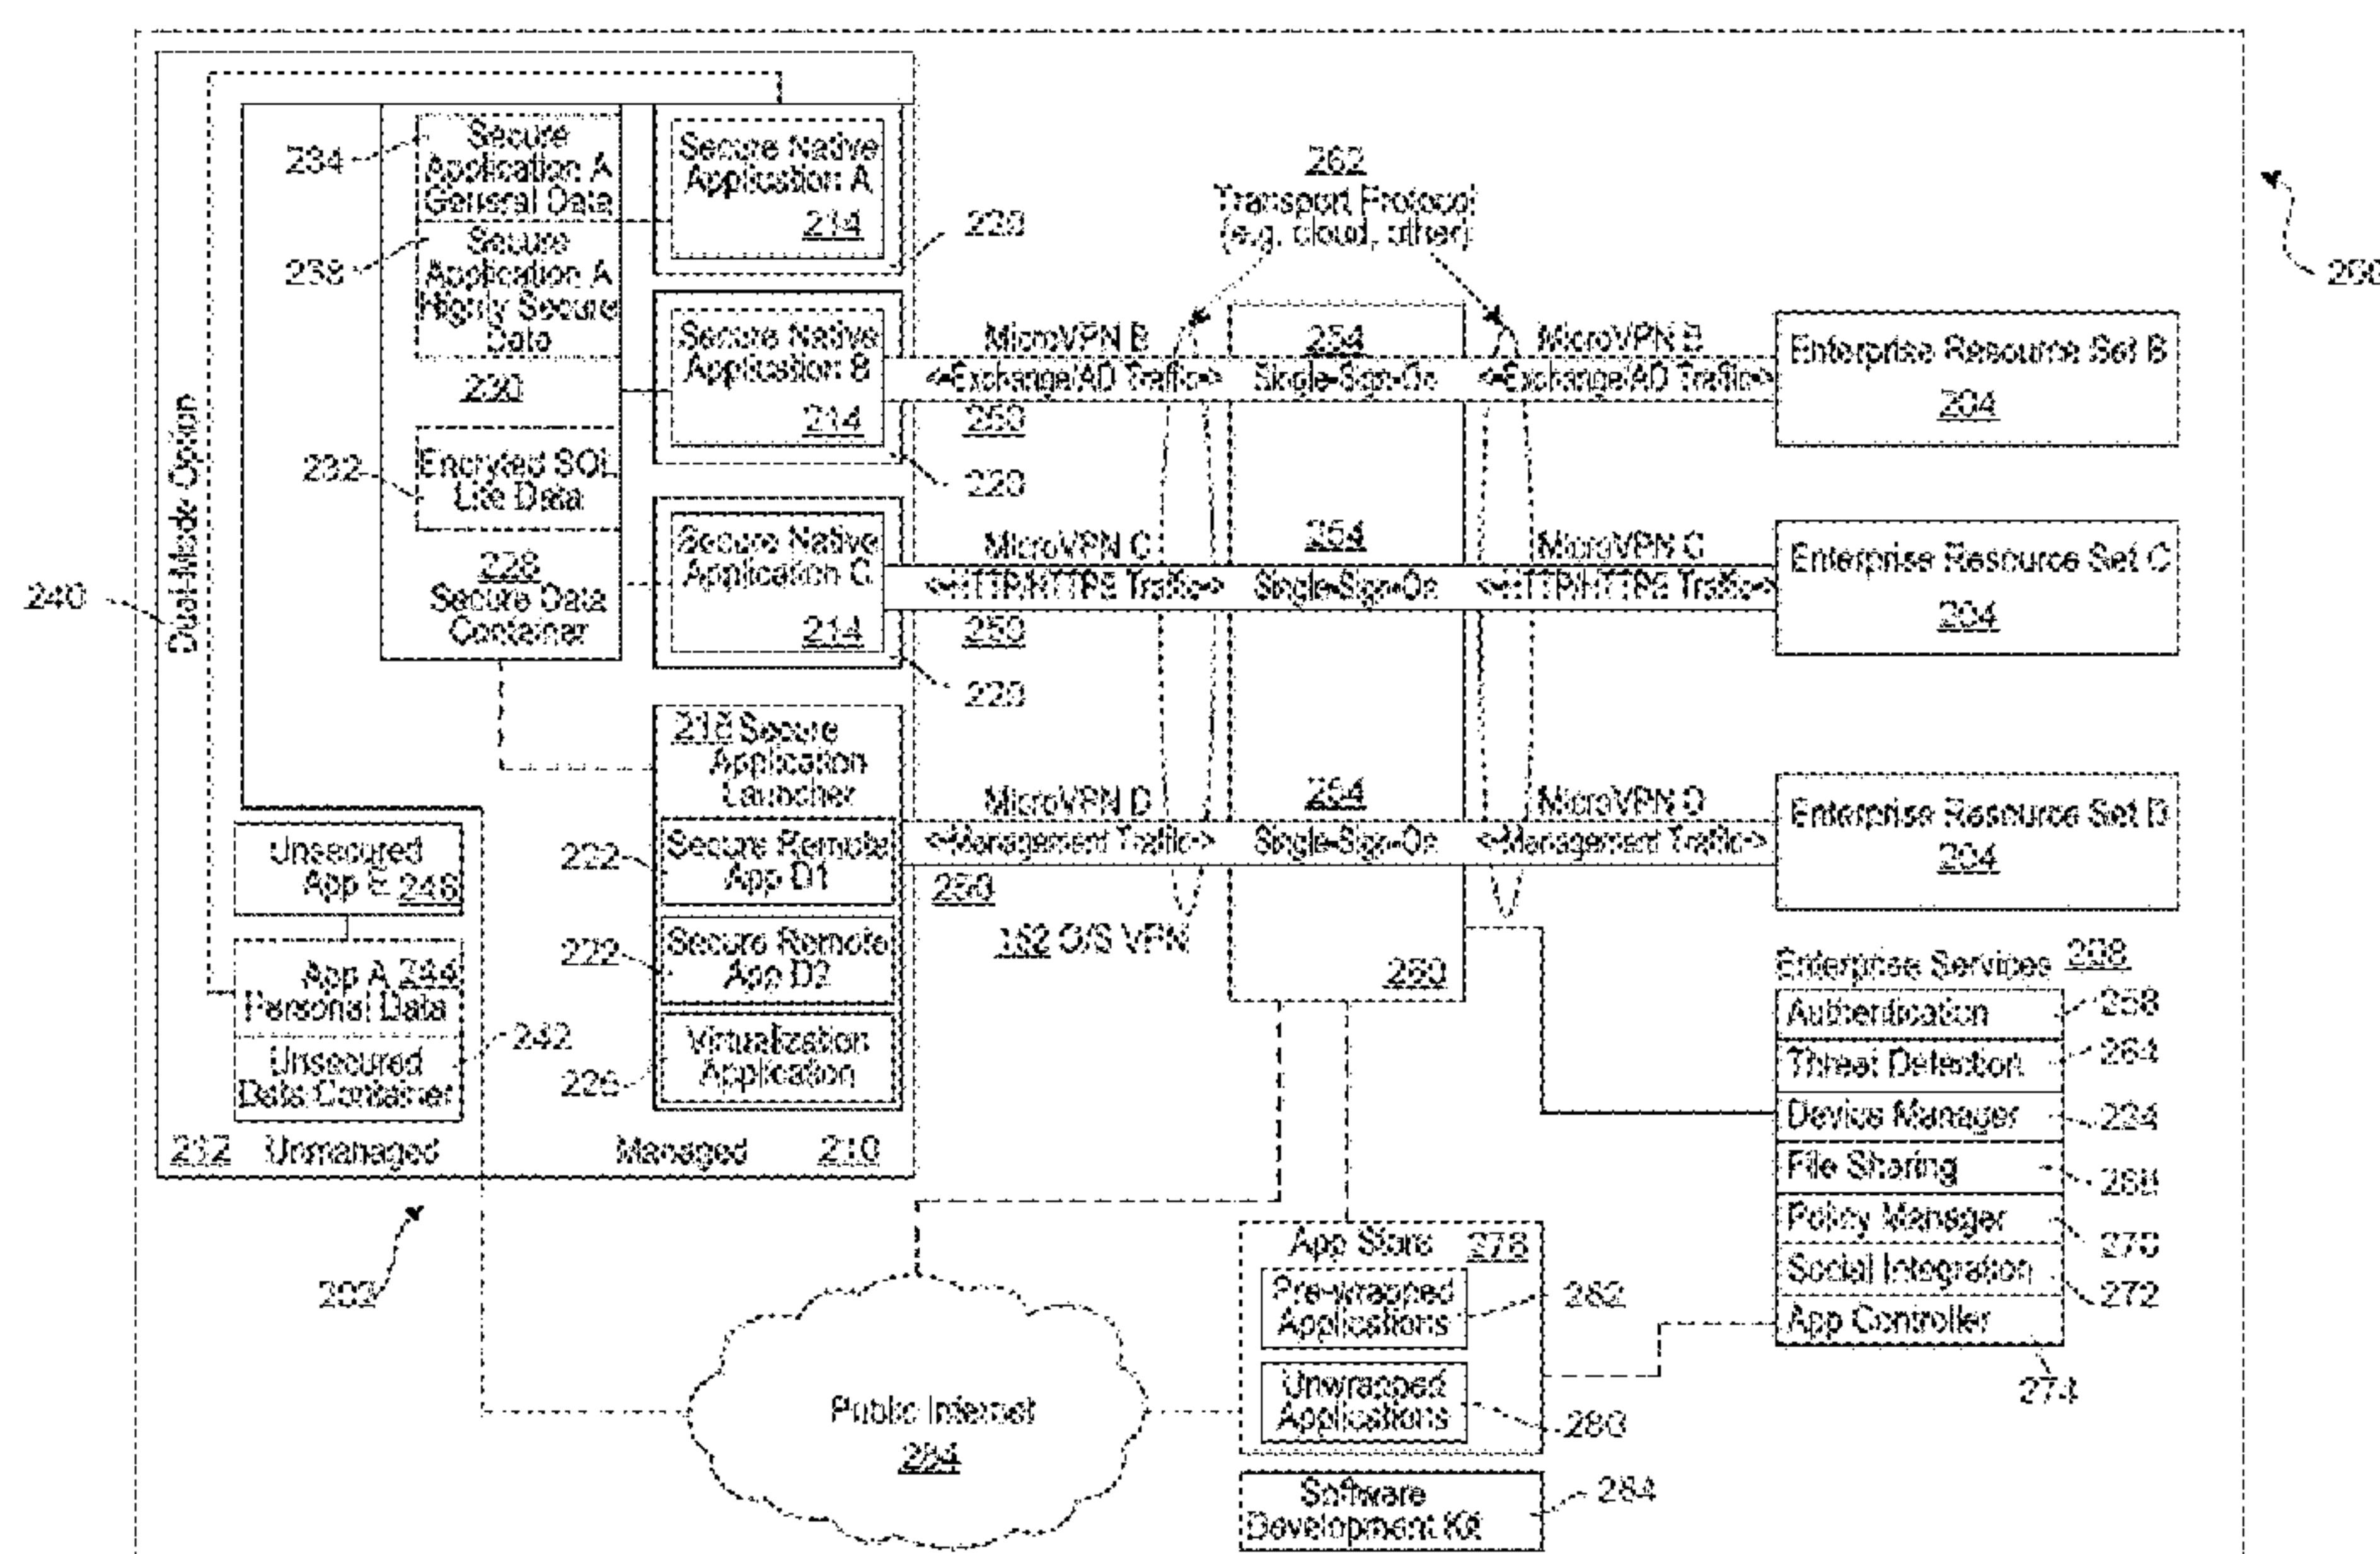 234
Secure
Application A
General Data
238
Secure
Application A
Highly Secure
Data
230
232
Encryted SQL
Lite Data
228
Secure Data
Container
Secure Native
Application A
214
220
Secure Native
Application B
214
220
Secure Native
Application C
214
220
240
Dual-Mode Option
262
Transport Protocol
(e.g. cloud, other)
MicroVPN B
<-Exchange/AD Traffic->
250
254
Single-Sign-On
MicroVPN B
<-Exchange/AD Traffic->
Enterprise Resource Set B
204
MicroVPN C
<-HTTP/HTTPS Traffic->
250
254
Single-Sign-On
MicroVPN C
<-HTTP/HTTPS Traffic->
Enterprise Resource Set C
204
218 Secure
Application
Launcher
222
Secure Remote
App D1
222
Secure Remote
App D2
226
Virtualization
Application
MicroVPN D
<-Management Traffic->
250
254
Single-Sign-On
MicroVPN D
<-Management Traffic->
Enterprise Resource Set D
204
162 O/S VPN
260
Unsecured
App E 246
App A 244
Personal Data
Unsecured
Data Container
242
212 Unmanaged
Managed 210
202
Enterprise Services 208
Authentication
258
Threat Detection
264
Device Manager
224
File Sharing
268
Policy Manager
270
Social Integration
272
App Controller
274
App Store 278
Pre-wrapped
Applications
282
Unwrapped
Applications
280
Public Internet
284
Software
Development Kit
284